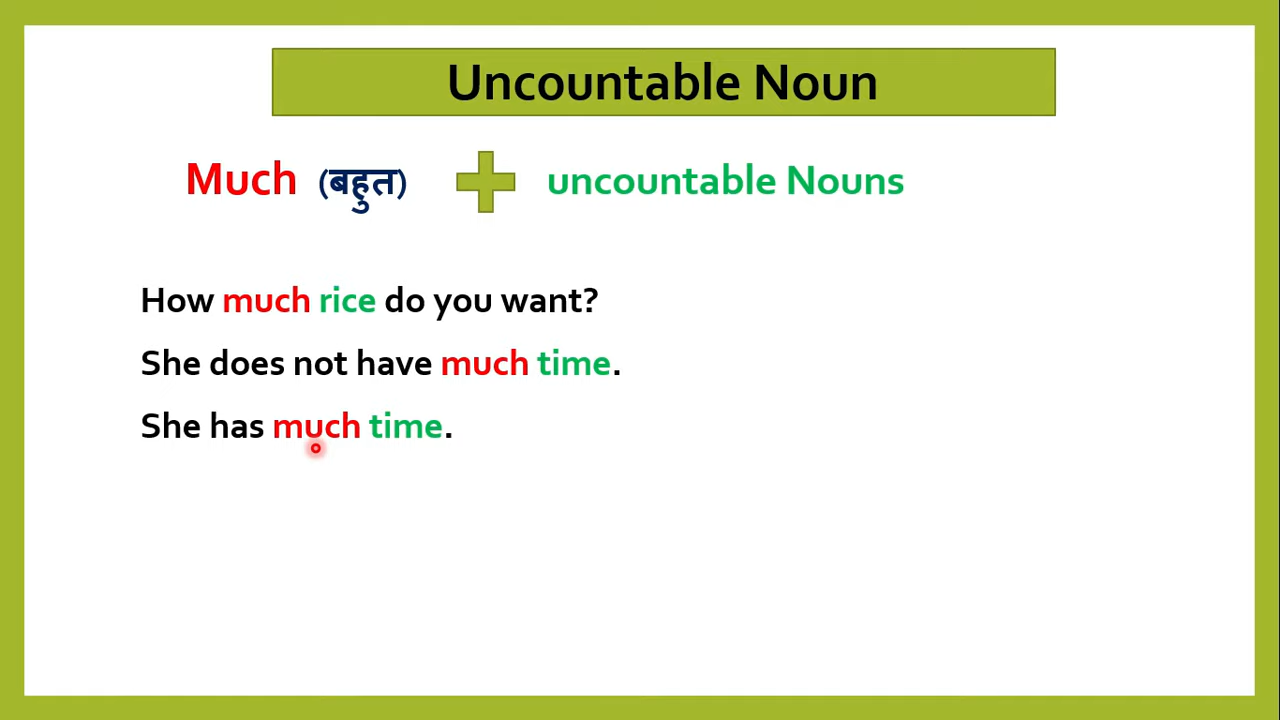 Uncountable Noun
Much (बहुत) + uncountable Nouns
How much rice do you want?
She does not have much time.
She has much time.